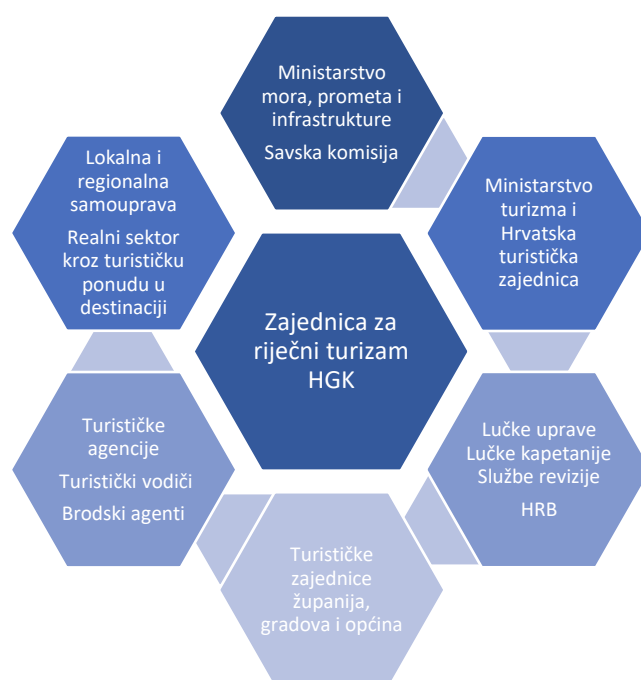 Ministarstvo
mora, prometa i
infrastrukture
Savska komisija
Ministarstvo
turizma i
Hrvatska
turistička
zajednica
Lučke uprave
Lučke kapetanije
Službe revizije
HRB
Turističke
zajednice
županija,
gradova i općina
Turističke
agencije
Turistički vodiči
Brodski agenti
Lokalna i
regionalna
samouprava
Realni sektor
kroz turističku
ponudu u
destinaciji
Zajednica za
riječni turizam
HGK